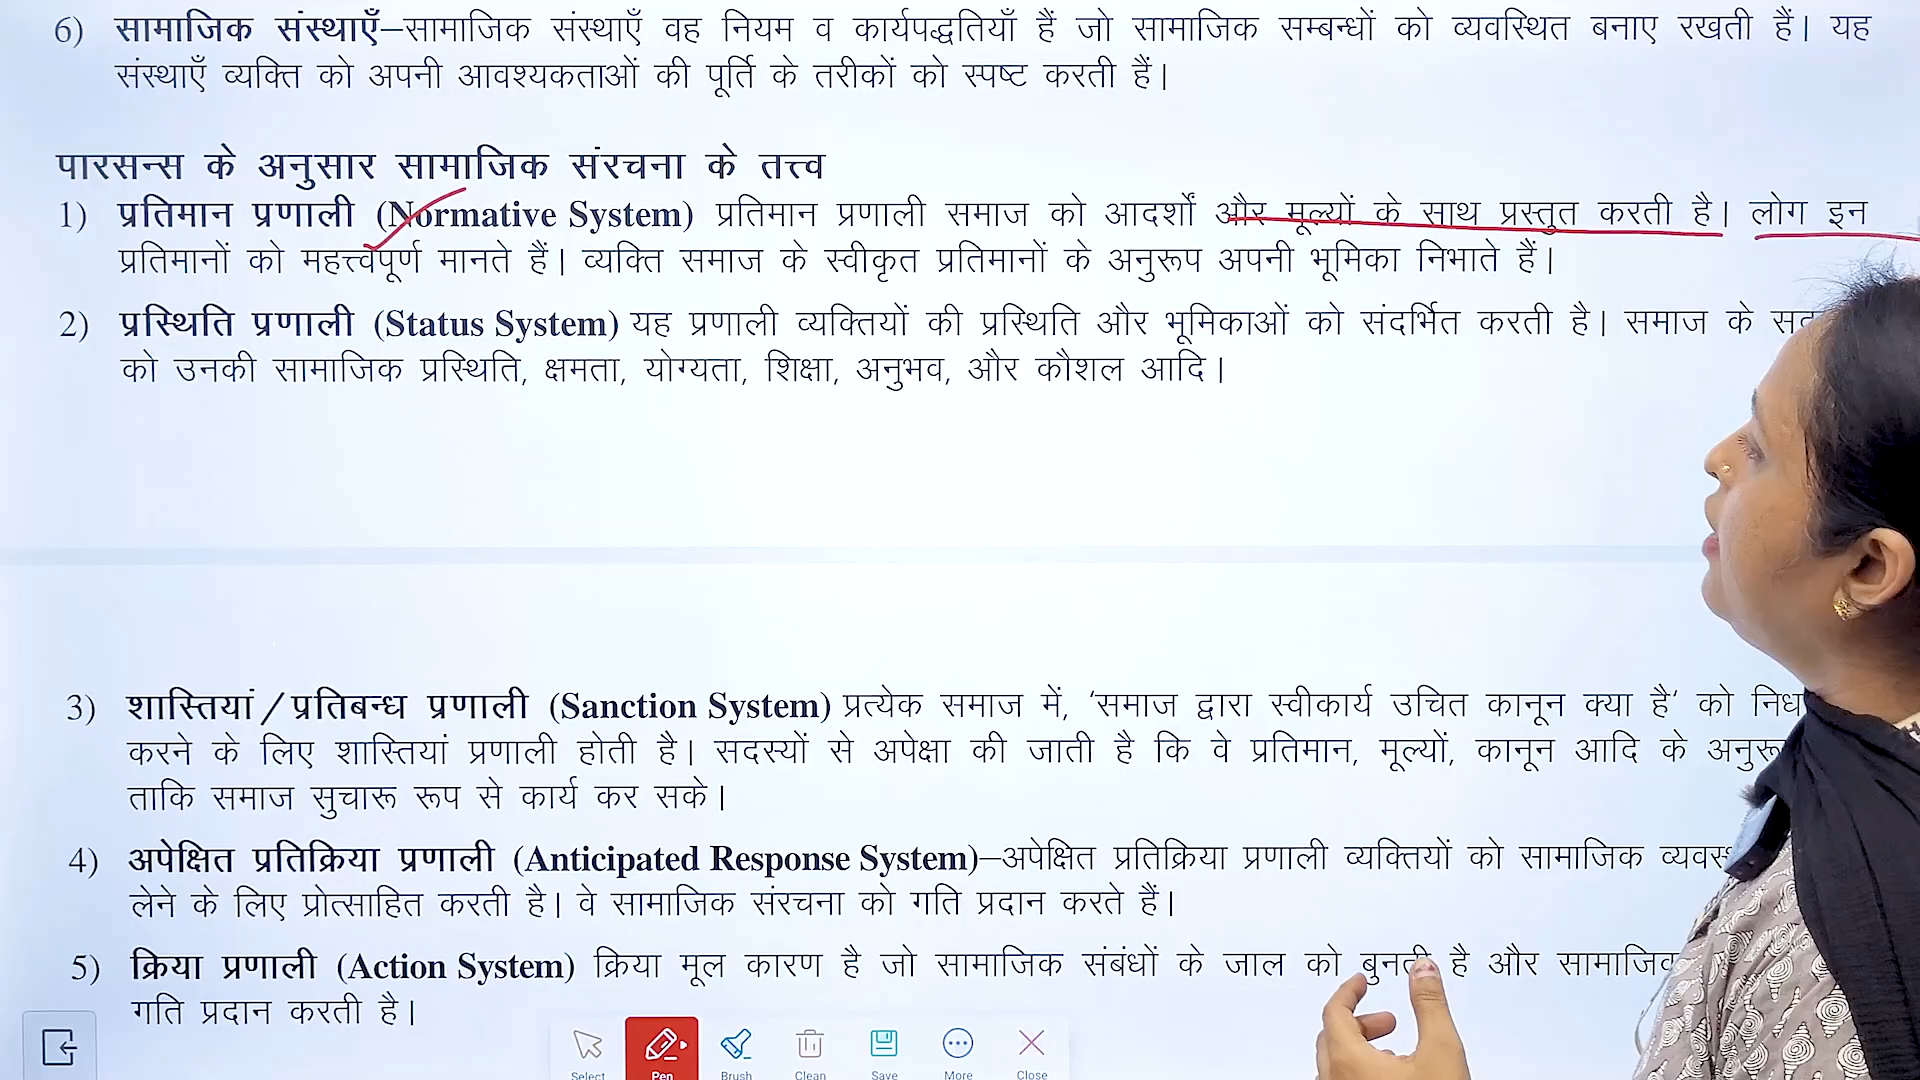 6) सामाजिक संस्थाएँ–सामाजिक संस्थाएँ वह नियम व कार्यपद्धतियाँ हैं जो सामाजिक सम्बन्धों को व्यवस्थित बनाए रखती हैं। यह
संस्थाएँ व्यक्ति को अपनी आवश्यकताओं की पूर्ति के तरीकों को स्पष्ट करती हैं।
पारसन्स के अनुसार सामाजिक संरचना के तत्त्व
1) प्रतिमान प्रणाली (Normative System) प्रतिमान प्रणाली समाज को आदर्शों और मूल्यों के साथ प्रस्तुत करती है। लोग इन
प्रतिमानों को महत्त्वपूर्ण मानते हैं। व्यक्ति समाज के स्वीकृत प्रतिमानों के अनुरूप अपनी भूमिका निभाते हैं।
2) प्रस्थिति प्रणाली (Status System) यह प्रणाली व्यक्तियों की प्रस्थिति और भूमिकाओं को संदर्भित करती है। समाज के
को उनकी सामाजिक प्रस्थिति, क्षमता, योग्यता, शिक्षा, अनुभव, और कौशल आदि।
3) शास्तियां/प्रतिबन्ध प्रणाली (Sanction System) प्रत्येक समाज में, 'समाज द्वारा स्वीकार्य उचित कानून क्या है' को
करने के लिए शास्तियां प्रणाली होती है। सदस्यों से अपेक्षा की जाती है कि वे प्रतिमान, मूल्यों, कानून आदि के
ताकि समाज सुचारू रूप से कार्य कर सके।
4) अपेक्षित प्रतिक्रिया प्रणाली (Anticipated Response System)–अपेक्षित प्रतिक्रिया प्रणाली व्यक्तियों को सामाजिक
लेने के लिए प्रोत्साहित करती है। वे सामाजिक संरचना को गति प्रदान करते हैं।
5) क्रिया प्रणाली (Action System) क्रिया मूल कारण है जो सामाजिक संबंधों के जाल को बुनती है और
गति प्रदान करती है।
Select Pen Brush Clean Save More Close